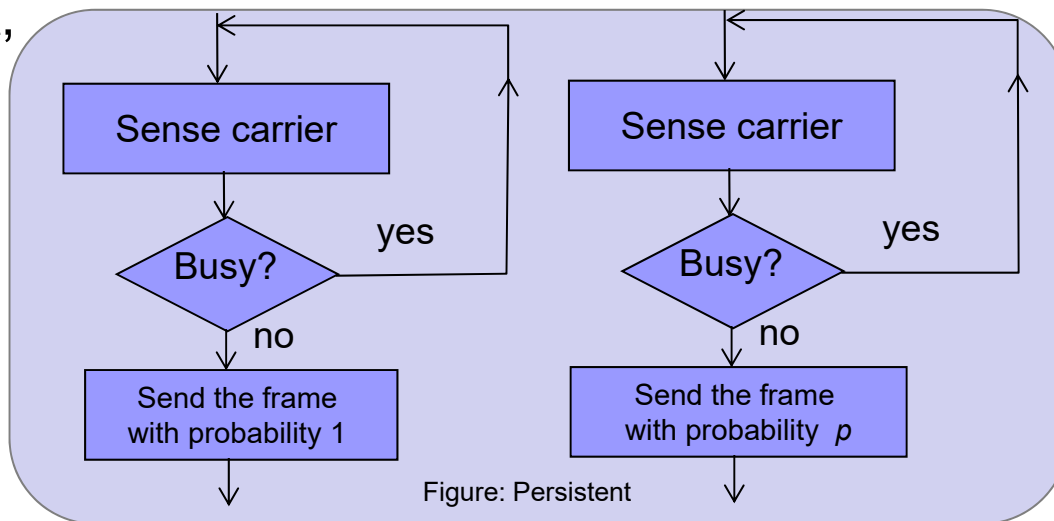 ,
Sense carrier
Busy?
yes
no
Send the frame
with probability 1
Sense carrier
Busy?
yes
no
Send the frame
with probability p
Figure: Persistent